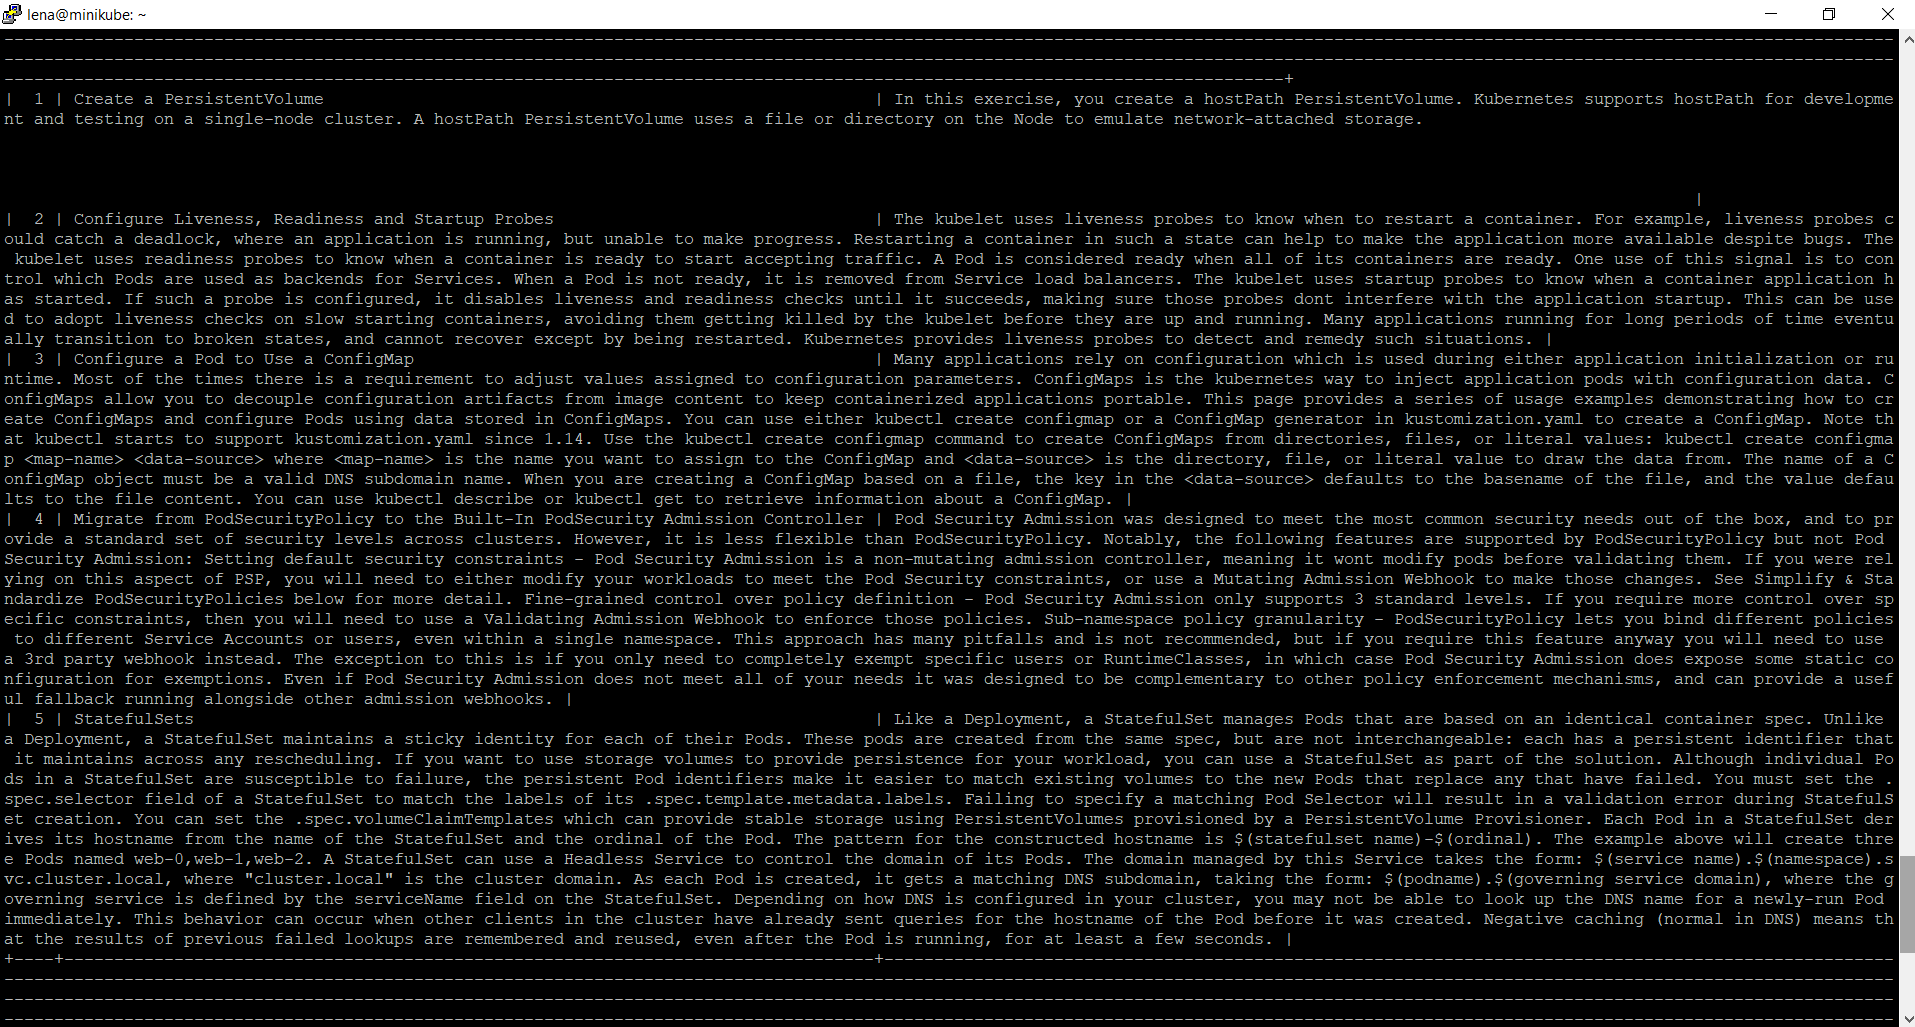 lena@minikube: ~
------------------------------------------------------------------------------------------------------------------------------------------------------------------------------------------
------------------------------------------------------------------------------------------------------------------------------------------------------------------------------------------
--------------------------------------------------------------------------------------------------------------------------------+
|  1 | Create a PersistentVolume                                                       | In this exercise, you create a hostPath PersistentVolume. Kubernetes supports hostPath for developme
nt and testing on a single-node cluster. A hostPath PersistentVolume uses a file or directory on the Node to emulate network-attached storage.
|
|  2 | Configure Liveness, Readiness and Startup Probes                                | The kubelet uses liveness probes to know when to restart a container. For example, liveness probes c
ould catch a deadlock, where an application is running, but unable to make progress. Restarting a container in such a state can help to make the application more available despite bugs. The
 kubelet uses readiness probes to know when a container is ready to start accepting traffic. A Pod is considered ready when all of its containers are ready. One use of this signal is to con
trol which Pods are used as backends for Services. When a Pod is not ready, it is removed from Service load balancers. The kubelet uses startup probes to know when a container application h
as started. If such a probe is configured, it disables liveness and readiness checks until it succeeds, making sure those probes dont interfere with the application startup. This can be use
d to adopt liveness checks on slow starting containers, avoiding them getting killed by the kubelet before they are up and running. Many applications running for long periods of time eventu
ally transition to broken states, and cannot recover except by being restarted. Kubernetes provides liveness probes to detect and remedy such situations. |
|  3 | Configure a Pod to Use a ConfigMap                                              | Many applications rely on configuration which is used during either application initialization or ru
ntime. Most of the times there is a requirement to adjust values assigned to configuration parameters. ConfigMaps is the kubernetes way to inject application pods with configuration data. C
onfigMaps allow you to decouple configuration artifacts from image content to keep containerized applications portable. This page provides a series of usage examples demonstrating how to cr
eate ConfigMaps and configure Pods using data stored in ConfigMaps. You can use either kubectl create configmap or a ConfigMap generator in kustomization.yaml to create a ConfigMap. Note th
at kubectl starts to support kustomization.yaml since 1.14. Use the kubectl create configmap command to create ConfigMaps from directories, files, or literal values: kubectl create configma
p <map-name> <data-source> where <map-name> is the name you want to assign to the ConfigMap and <data-source> is the directory, file, or literal value to draw the data from. The name of a C
onfigMap object must be a valid DNS subdomain name. When you are creating a ConfigMap based on a file, the key in the <data-source> defaults to the basename of the file, and the value defau
lts to the file content. You can use kubectl describe or kubectl get to retrieve information about a ConfigMap. |
|  4 | Migrate from PodSecurityPolicy to the Built-In PodSecurity Admission Controller | Pod Security Admission was designed to meet the most common security needs out of the box, and to pr
ovide a standard set of security levels across clusters. However, it is less flexible than PodSecurityPolicy. Notably, the following features are supported by PodSecurityPolicy but not Pod
Security Admission: Setting default security constraints - Pod Security Admission is a non-mutating admission controller, meaning it wont modify pods before validating them. If you were rel
ying on this aspect of PSP, you will need to either modify your workloads to meet the Pod Security constraints, or use a Mutating Admission Webhook to make those changes. See Simplify & Sta
ndardize PodSecurityPolicies below for more detail. Fine-grained control over policy definition - Pod Security Admission only supports 3 standard levels. If you require more control over sp
ecific constraints, then you will need to use a Validating Admission Webhook to enforce those policies. Sub-namespace policy granularity - PodSecurityPolicy lets you bind different policies
 to different Service Accounts or users, even within a single namespace. This approach has many pitfalls and is not recommended, but if you require this feature anyway you will need to use
a 3rd party webhook instead. The exception to this is if you only need to completely exempt specific users or RuntimeClasses, in which case Pod Security Admission does expose some static co
nfiguration for exemptions. Even if Pod Security Admission does not meet all of your needs it was designed to be complementary to other policy enforcement mechanisms, and can provide a usef
ul fallback running alongside other admission webhooks. |
|  5 | StatefulSets                                                                    | Like a Deployment, a StatefulSet manages Pods that are based on an identical container spec. Unlike
a Deployment, a StatefulSet maintains a sticky identity for each of their Pods. These pods are created from the same spec, but are not interchangeable: each has a persistent identifier that
 it maintains across any rescheduling. If you want to use storage volumes to provide persistence for your workload, you can use a StatefulSet as part of the solution. Although individual Po
ds in a StatefulSet are susceptible to failure, the persistent Pod identifiers make it easier to match existing volumes to the new Pods that replace any that have failed. You must set the .
spec.selector field of a StatefulSet to match the labels of its .spec.template.metadata.labels. Failing to specify a matching Pod Selector will result in a validation error during StatefulS
et creation. You can set the .spec.volumeClaimTemplates which can provide stable storage using PersistentVolumes provisioned by a PersistentVolume Provisioner. Each Pod in a StatefulSet der
ives its hostname from the name of the StatefulSet and the ordinal of the Pod. The pattern for the constructed hostname is $(statefulset name)-$(ordinal). The example above will create thre
e Pods named web-0,web-1,web-2. A StatefulSet can use a Headless Service to control the domain of its Pods. The domain managed by this Service takes the form: $(service name).$(namespace).s
vc.cluster.local, where "cluster.local" is the cluster domain. As each Pod is created, it gets a matching DNS subdomain, taking the form: $(podname).$(governing service domain), where the g
overning service is defined by the serviceName field on the StatefulSet. Depending on how DNS is configured in your cluster, you may not be able to look up the DNS name for a newly-run Pod
immediately. This behavior can occur when other clients in the cluster have already sent queries for the hostname of the Pod before it was created. Negative caching (normal in DNS) means th
at the results of previous failed lookups are remembered and reused, even after the Pod is running, for at least a few seconds. |
+----+---------------------------------------------------------------------------------+-----------------------------------------------------------------------------------------------------
------------------------------------------------------------------------------------------------------------------------------------------------------------------------------------------
------------------------------------------------------------------------------------------------------------------------------------------------------------------------------------------
------------------------------------------------------------------------------------------------------------------------------------------------------------------------------------------